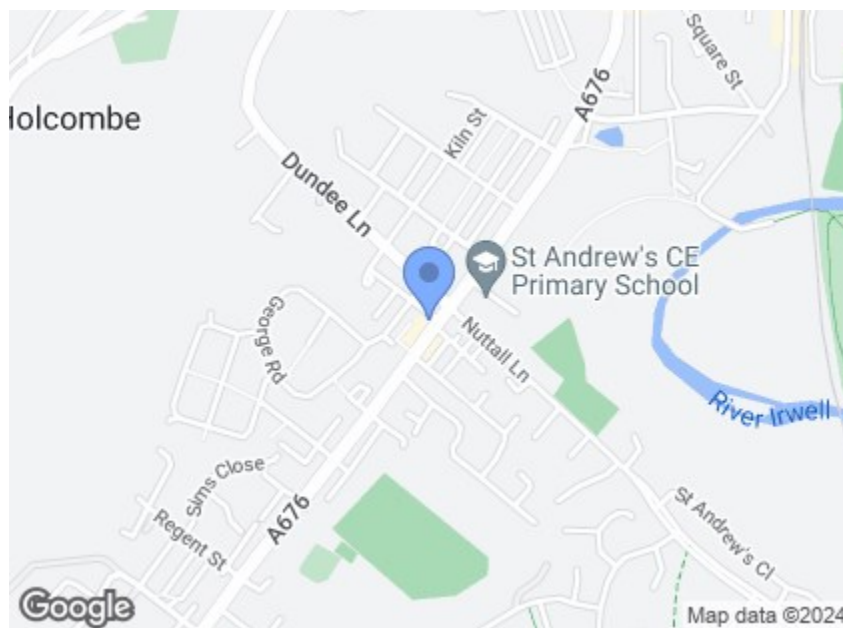 Square St
A676
Holcombe
Kiln St
Dundee Ln
St Andrew's CE
Primary School
George Rd
Nuttall Ln
River Irwell
Sims Close
A676
Regent St
St Andrew's Cl
Google
Map data ©2024